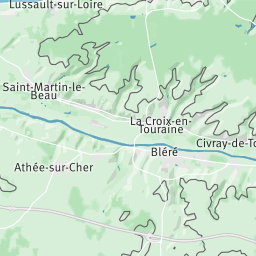 Lussault-sur-Loire
Saint-Martin-le-
Beau
La Croix-en-
Touraine
Civray-de-To
Bléré
Athée-sur-Cher